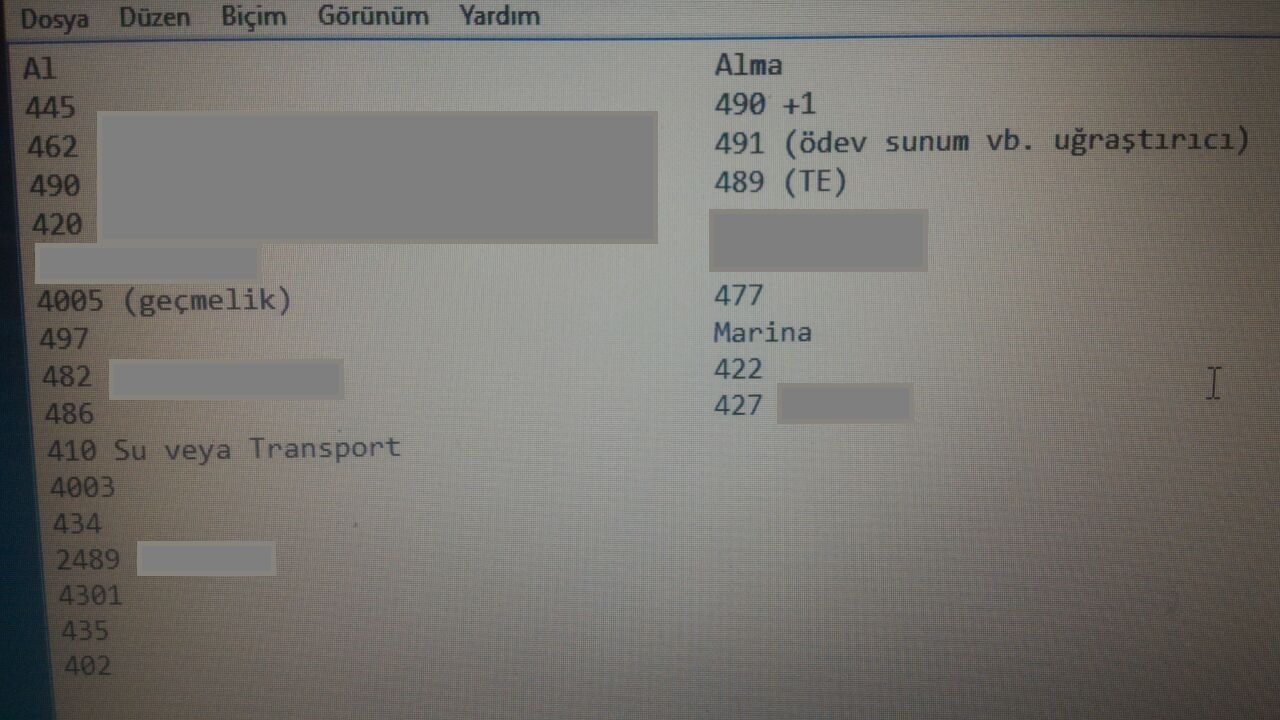 Dosya Düzen Biçim Görünüm Yardım
Al
445
462
490
420
4005 (geçmelik)
497
482
486
410 Su veya Transport
4003
434
2489
4301
435
402
Alma
490 +1
491 (ödev sunum vb. uğraştırıcı)
489 (TE)
477
Marina
422
427